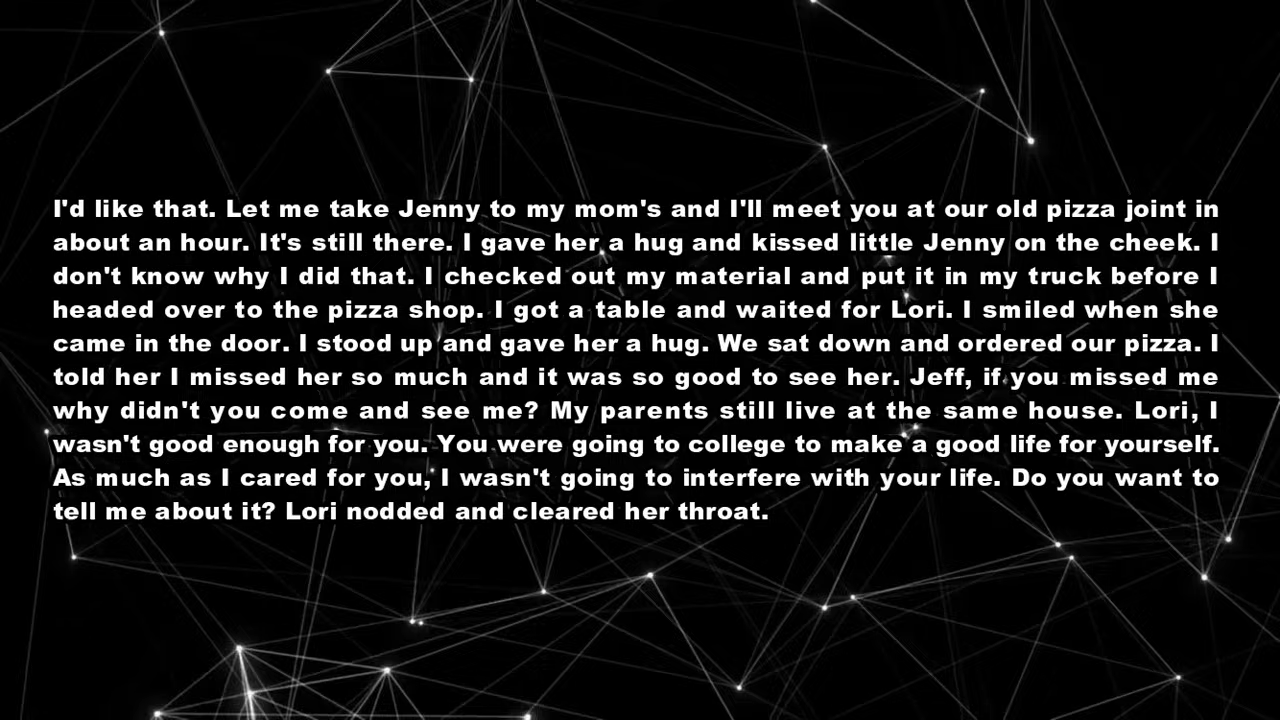 I'd like that. Let me take Jenny to my mom's and I'll meet you at our old pizza joint in
about an hour. It's still there. I gave her a hug and kissed little Jenny on the cheek. I
don't know why I did that. I checked out my material and put it in my truck before I
headed over to the pizza shop. I got a table and waited for Lori. I smiled when she
came in the door. I stood up and gave her a hug. We sat down and ordered our pizza. I
told her I missed her so much and it was so good to see her. Jeff, if you missed me
why didn't you come and see me? My parents still live at the same house. Lori, I
wasn't good enough for you. You were going to college to make a good life for yourself.
As much as I cared for you, I wasn't going to interfere with your life. Do you want to
tell me about it? Lori nodded and cleared her throat.